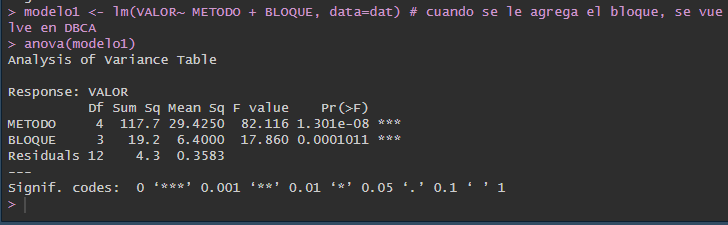 > modelo1 <- lm(VALOR~ METODO + BLOQUE, data=dat) # cuando se le agrega el bloque, se vue
lve en DBCA
> anova(modelo1)
Analysis of Variance Table

Response: VALOR
          Df Sum Sq Mean Sq F value    Pr(>F)
METODO     4  117.7 29.4250  82.116 1.301e-08 ***
BLOQUE     3   19.2  6.4000  17.860 0.0001011 ***
Residuals 12    4.3  0.3583
---
Signif. codes:  0 ‘***’ 0.001 ‘**’ 0.01 ‘*’ 0.05 ‘.’ 0.1 ‘ ’ 1
>